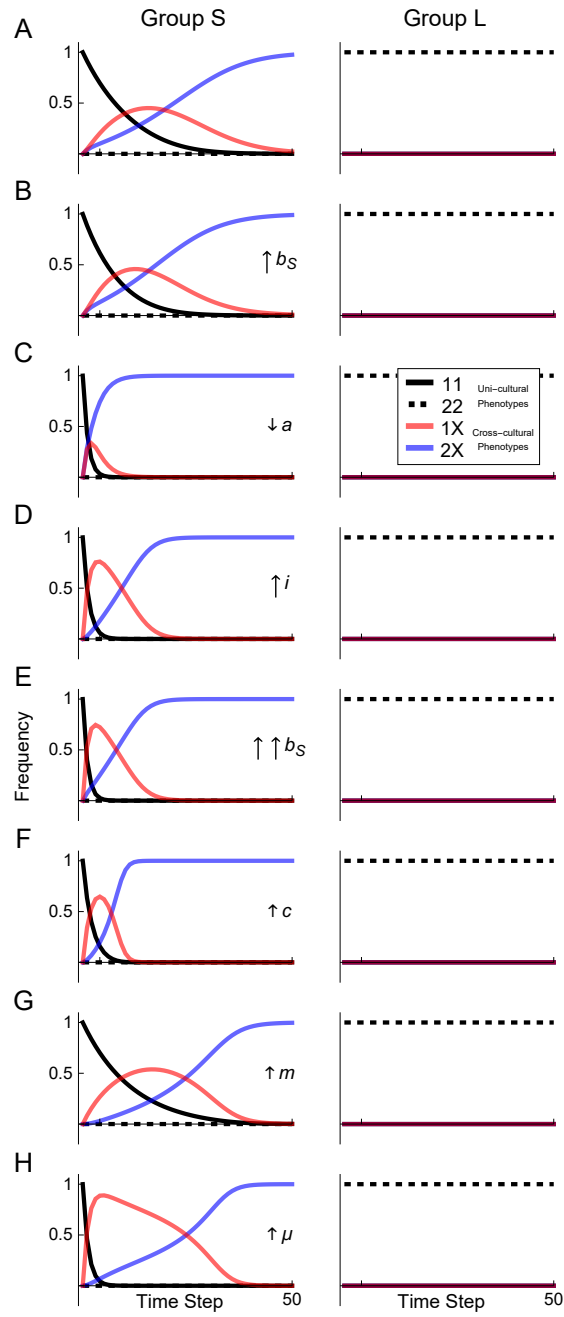 Group S Group L
A
1
0.5
B
1
0.5
↑bS
C
1
0.5
↓a
11 Uni-cultural
22 Phenotypes
1X Cross-cultural
2X Phenotypes
D
1
0.5
↑i
E
1
0.5
↑↑bS
Frequency
F
1
0.5
↑c
G
1
0.5
↑m
H
1
0.5
↑μ
Time Step 50 Time Step 50